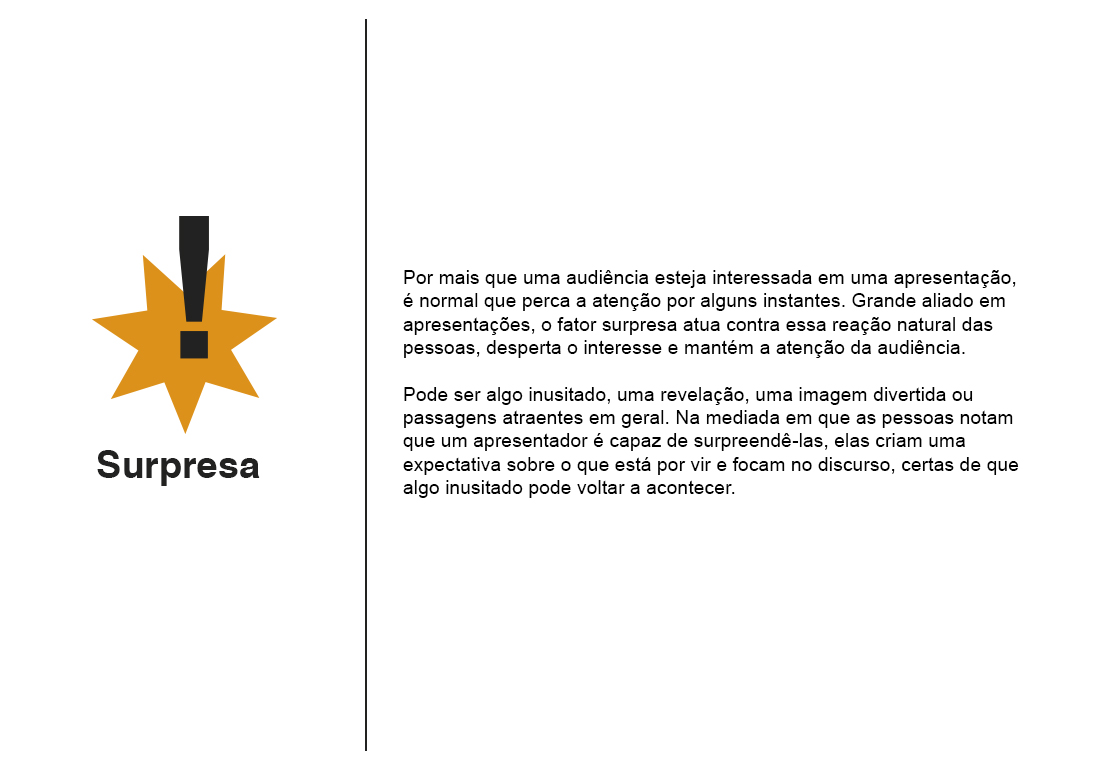 Surpresa
Por mais que uma audiência esteja interessada em uma apresentação,
é normal que perca a atenção por alguns instantes. Grande aliado em
apresentações, o fator surpresa atua contra essa reação natural das
pessoas, desperta o interesse e mantém a atenção da audiência.
Pode ser algo inusitado, uma revelação, uma imagem divertida ou
passagens atraentes em geral. Na mediada em que as pessoas notam
que um apresentador é capaz de surpreendê-las, elas criam uma
expectativa sobre o que está por vir e focam no discurso, certas de que
algo inusitado pode voltar a acontecer.